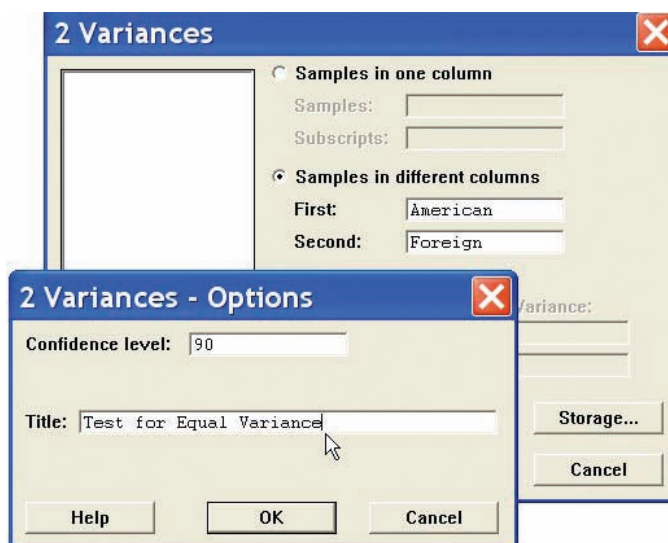 2 Variances
Samples in one column
Samples:
Subscripts:
Samples in different columns
First: American
Second: Foreign
Variance:
2 Variances - Options
Confidence level: 90
Title: Test for Equal Variance
Storage...
Cancel
Help OK Cancel